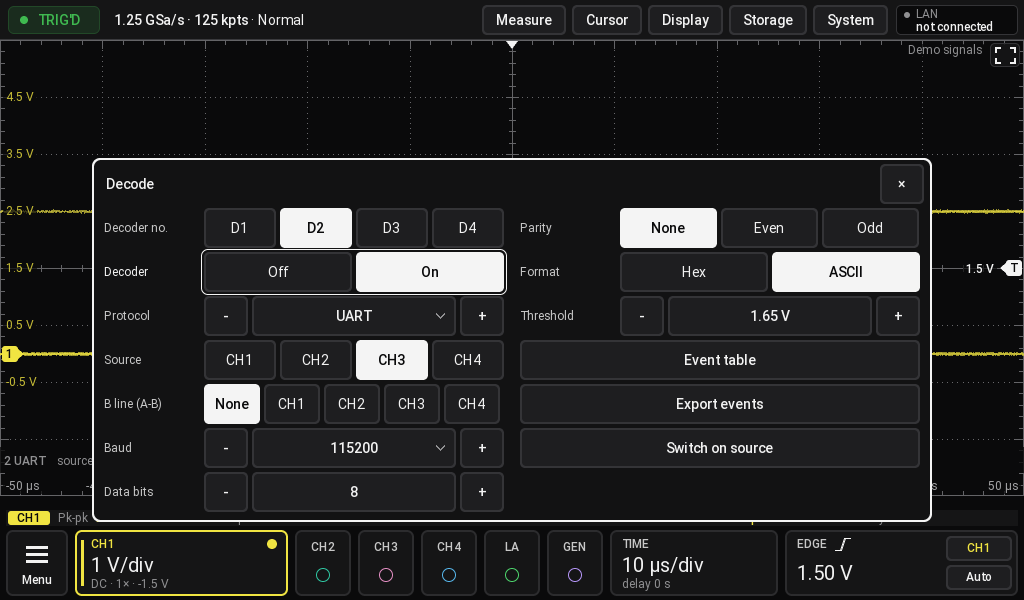 TRIG'D 1.25 GSa/s · 125 kpts · Normal Measure Cursor Display Storage System LAN
not connected
Demo signals
4.5 V
3.5 V
Decode ×
Decoder no. D1 D2 D3 D4 Parity None Even Odd
2.5 V
Decoder Off On Format Hex ASCII
1.5 V 1.5 V T
Protocol - UART + Threshold - 1.65 V +
0.5 V
1
Source CH1 CH2 CH3 CH4 Event table
-0.5 V
B line (A-B) None CH1 CH2 CH3 CH4 Export events
Baud - 115200 + Switch on source
2 UART source
-50 µs 50 µs
Data bits - 8 +
CH1 Pk-pk
Menu
CH1
1 V/div
DC · 1× · -1.5 V
CH2 CH3 CH4 LA GEN
TIME
10 µs/div
delay 0 s
EDGE
1.50 V
CH1
Auto